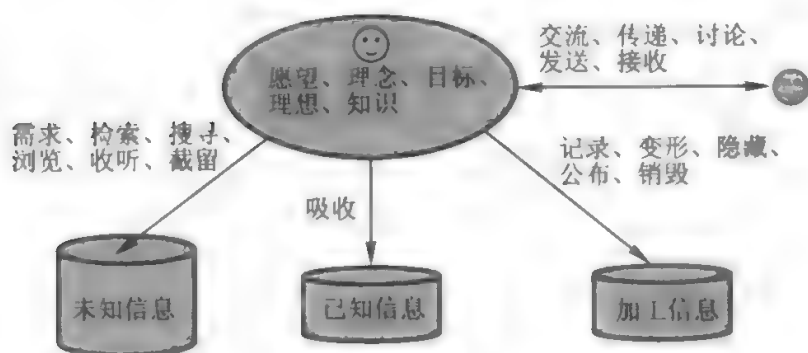 交流、传递、讨论、
发送、接收
愿望、理念、目标、
理想、知识
需求、检索、搜寻、
浏览、收听、截留
记录、变形、隐藏、
公布、销毁
吸收
未知信息
已知信息
加工信息